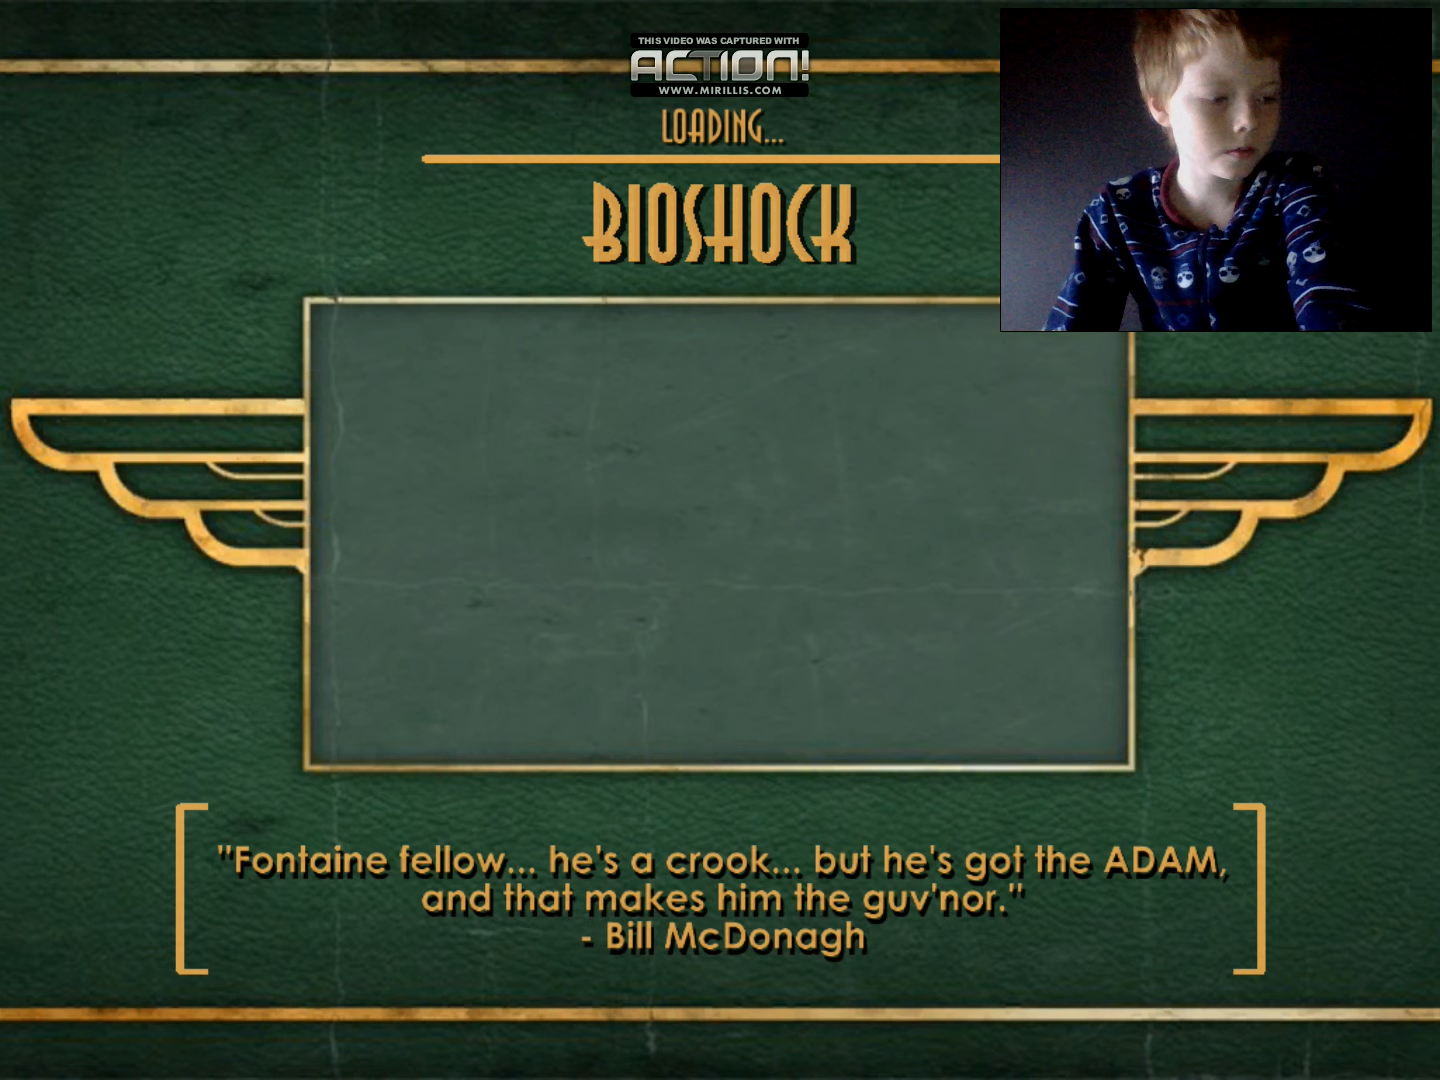 THIS VIDEO WAS CAPTURED WITH
ACTION!
WWW.MIRILLIS.COM
LOADING...
BIOSHOCK
"Fontaine fellow... he's a crook... but he's got the ADAM,
and that makes him the guv'nor."
- Bill McDonagh